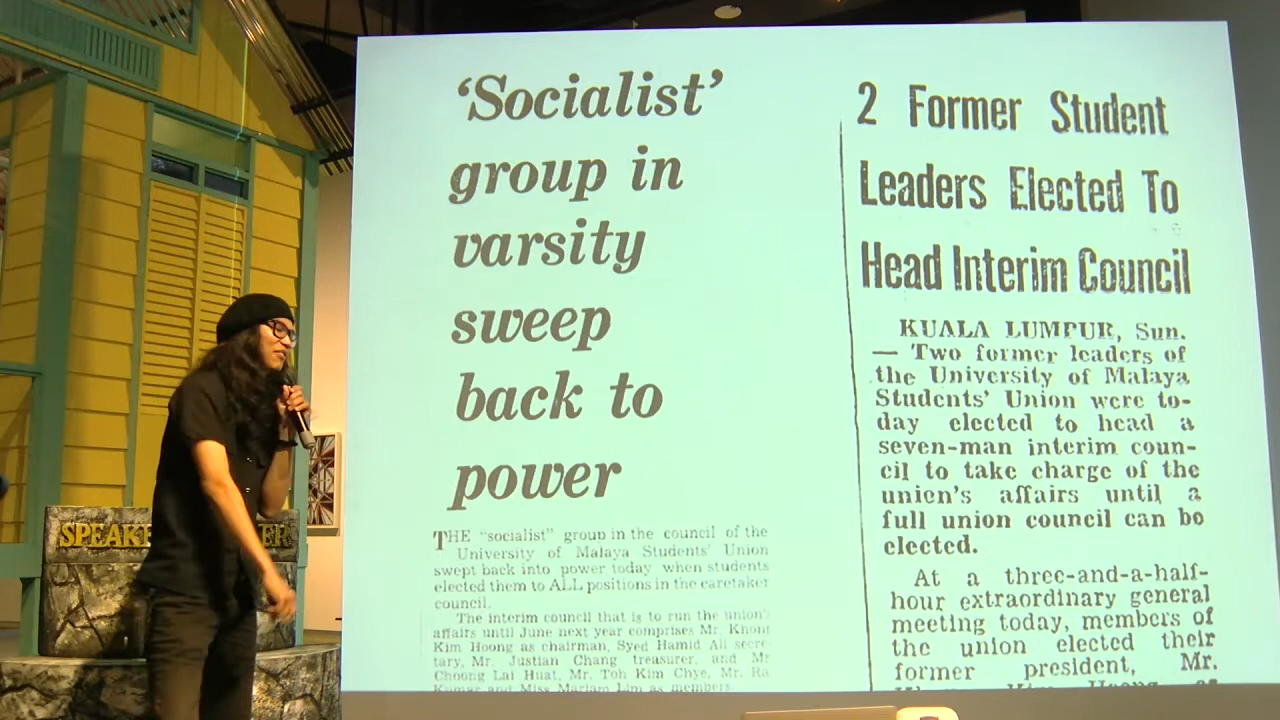 'Socialist'
group in
varsity
sweep
back to
power
THE "socialist" group in the council of the
University of Malaya Students' Union
swept back into power today when students
elected them to ALL positions in the caretaker
council.
The interim council that is to run the union's
affairs until June next year comprises Mr. Khong
Kim Hoong as chairman, Syed Hamid Ali secre-
tary, Mr. Justian Chang treasurer, and Mr
Choong Lai Huat, Mr. Toh Kim Chye, Mr. Ra
Kumar and Miss Mariam Lim as members.
2 Former Student
Leaders Elected To
Head Interim Council
KUALA LUMPUR, Sun.
— Two former leaders of
the University of Malaya
Students' Union were to-
day elected to head a
seven-man interim coun-
cil to take charge of the
union's affairs until a
full union council can be
elected.
At a three-and-a-half-
hour extraordinary general
meeting today, members of
the union elected their
former president, Mr.
SPEAKE
ER